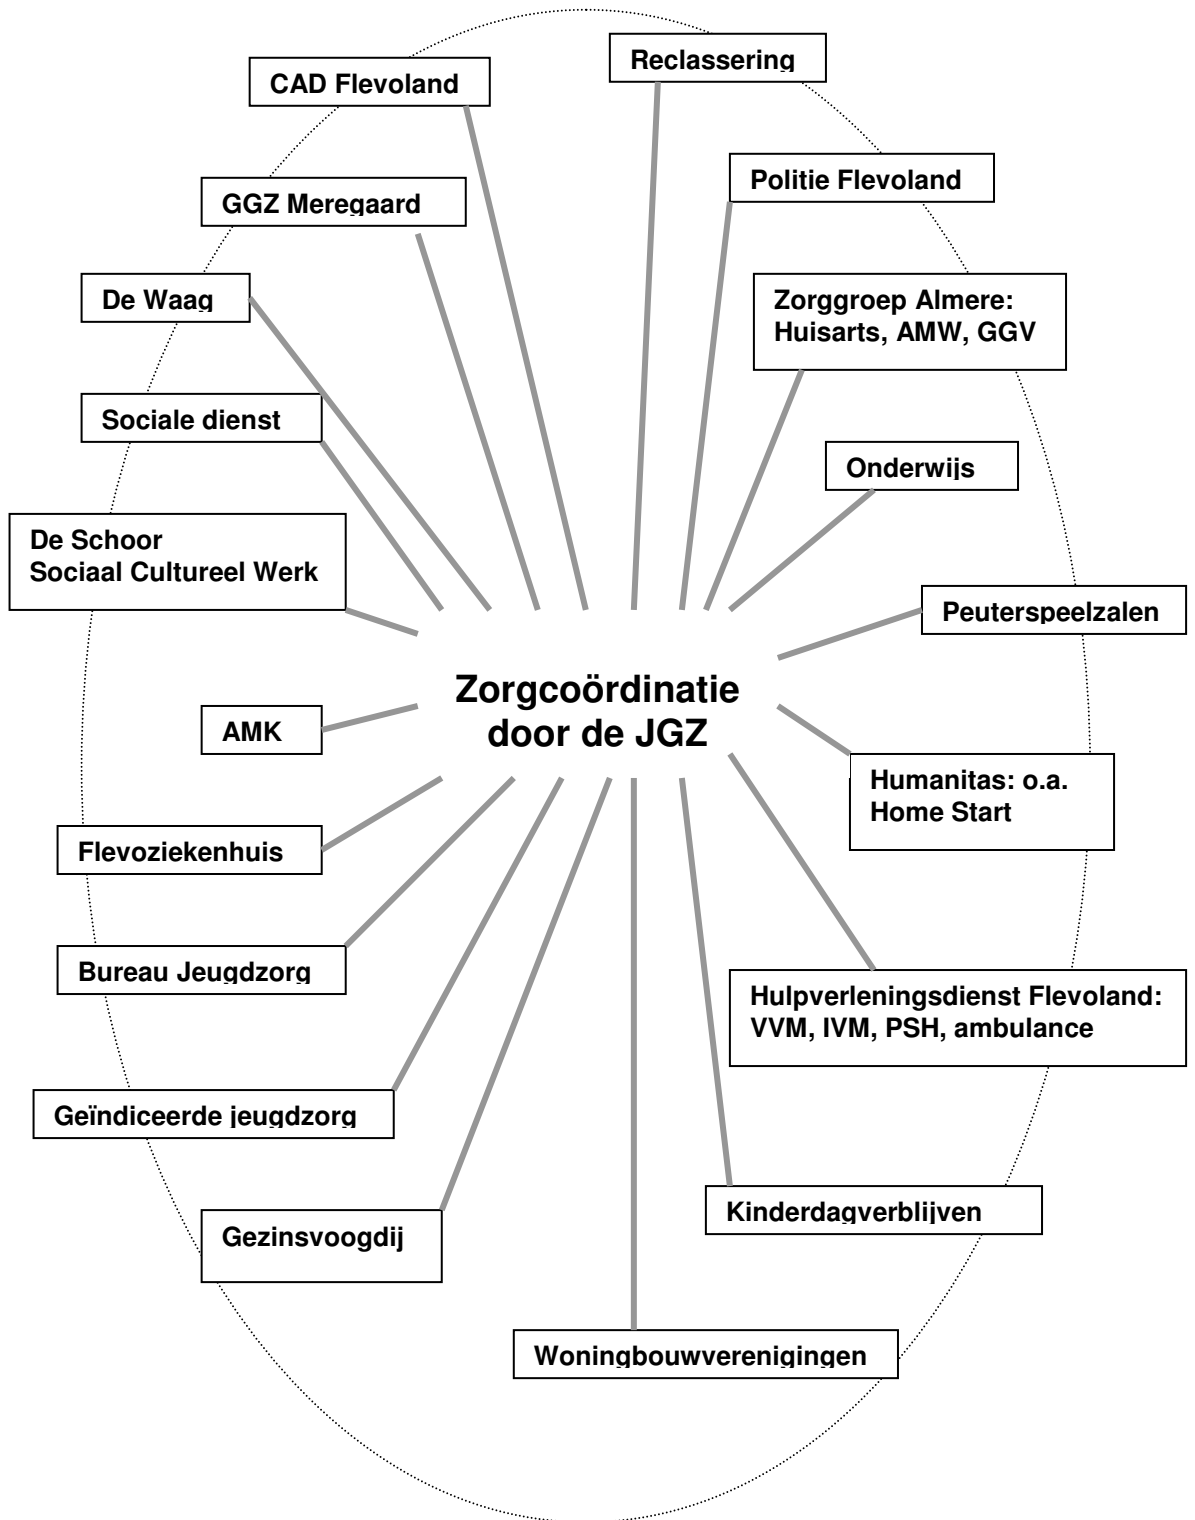 Reclassering
CAD Flevoland
Politie Flevoland
GGZ Meregaard
De Waag
Zorggroep Almere:
Huisarts, AMW, GGV
Sociale dienst
Onderwijs
De Schoor
Sociaal Cultureel Werk
Peuterspeelzalen
Zorgcoördinatie
door de JGZ
AMK
Humanitas: o.a.
Home Start
Flevoziekenhuis
Bureau Jeugdzorg
Hulpverleningsdienst Flevoland:
VVM, IVM, PSH, ambulance
Geïndiceerde jeugdzorg
Kinderdagverblijven
Gezinsvoogdij
Woningbouwverenigingen